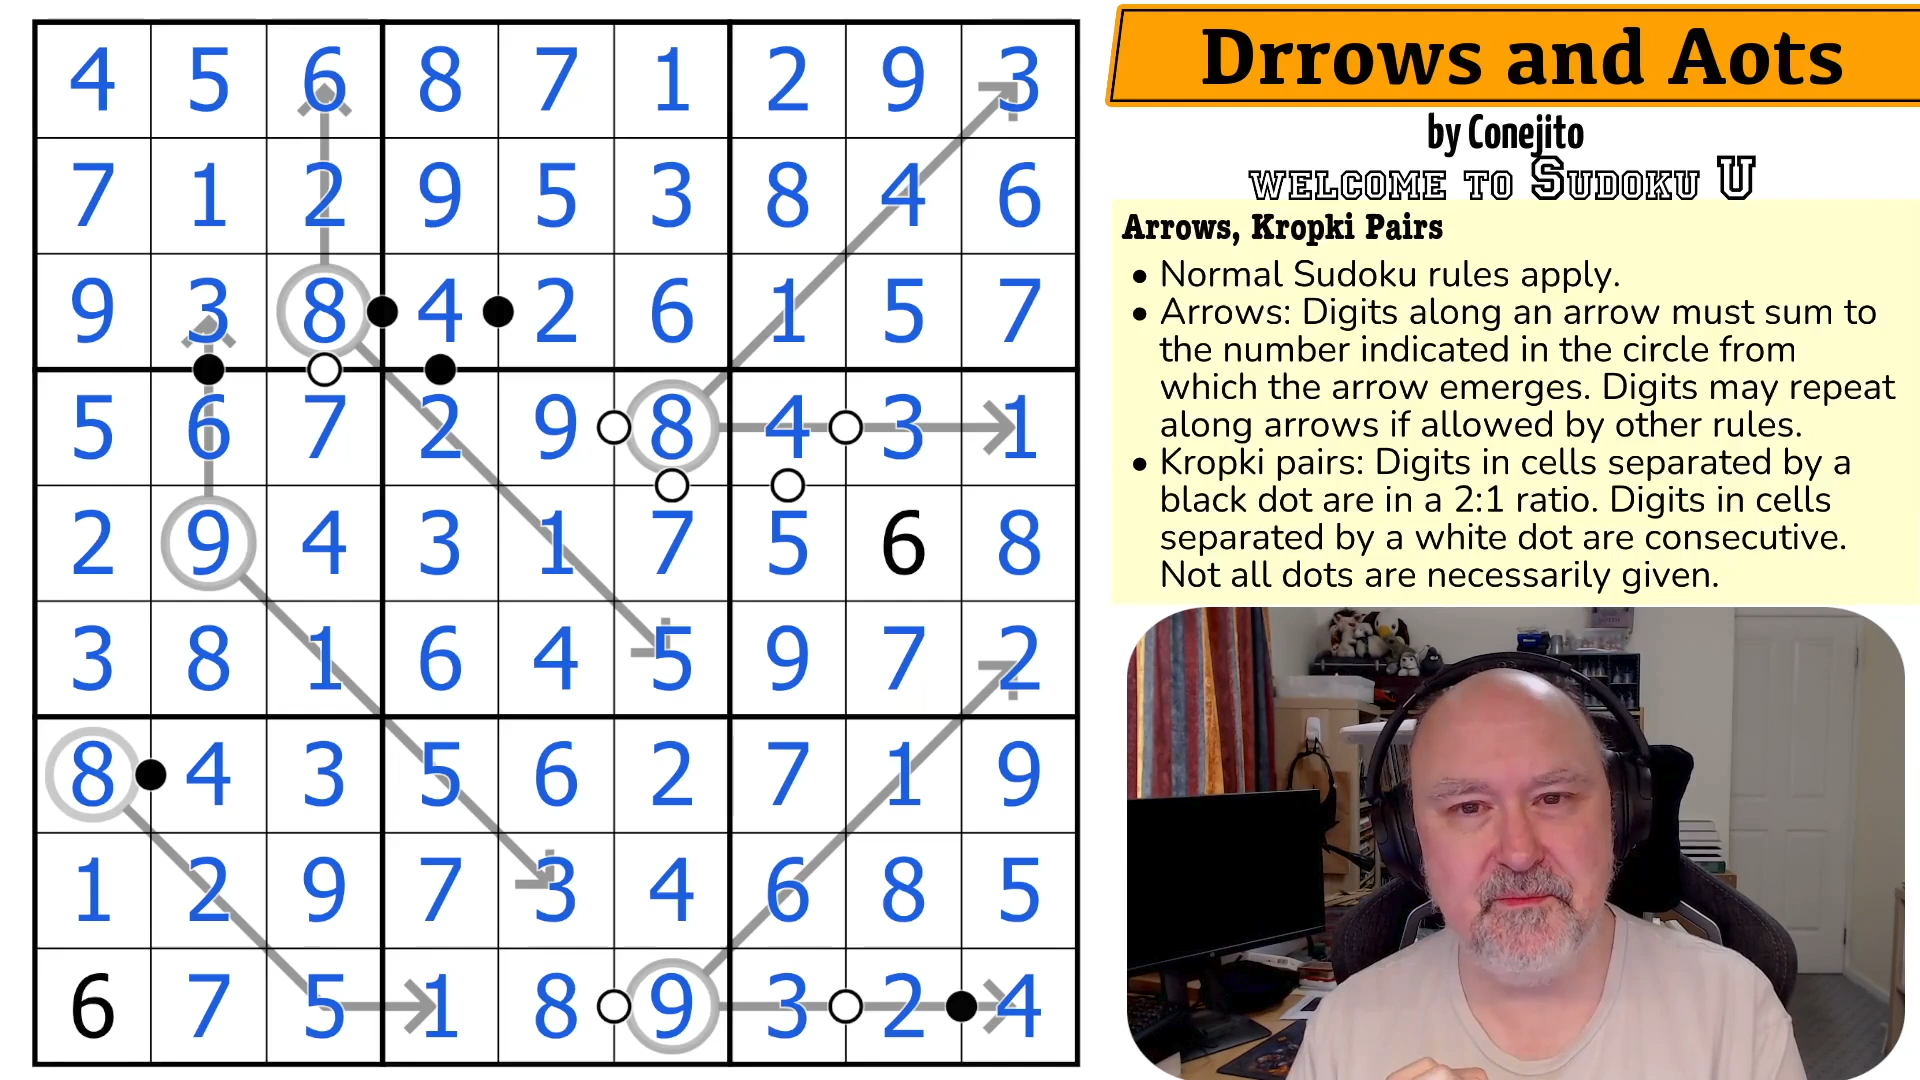 4 5 6 8 7 1 2 9 3
7 1 2 9 5 3 8 4 6
9 3 8 4 2 6 1 5 7
5 6 7 2 9 8 4 3 1
2 9 4 3 1 7 5 6 8
3 8 1 6 4 5 9 7 2
8 4 3 5 6 2 7 1 9
1 2 9 7 3 4 6 8 5
6 7 5 1 8 9 3 2 4
Drrows and Aots
by Conejito
WELCOME TO SUDOKU U
Arrows, Kropki Pairs
• Normal Sudoku rules apply.
• Arrows: Digits along an arrow must sum to
the number indicated in the circle from
which the arrow emerges. Digits may repeat
along arrows if allowed by other rules.
• Kropki pairs: Digits in cells separated by a
black dot are in a 2:1 ratio. Digits in cells
separated by a white dot are consecutive.
Not all dots are necessarily given.